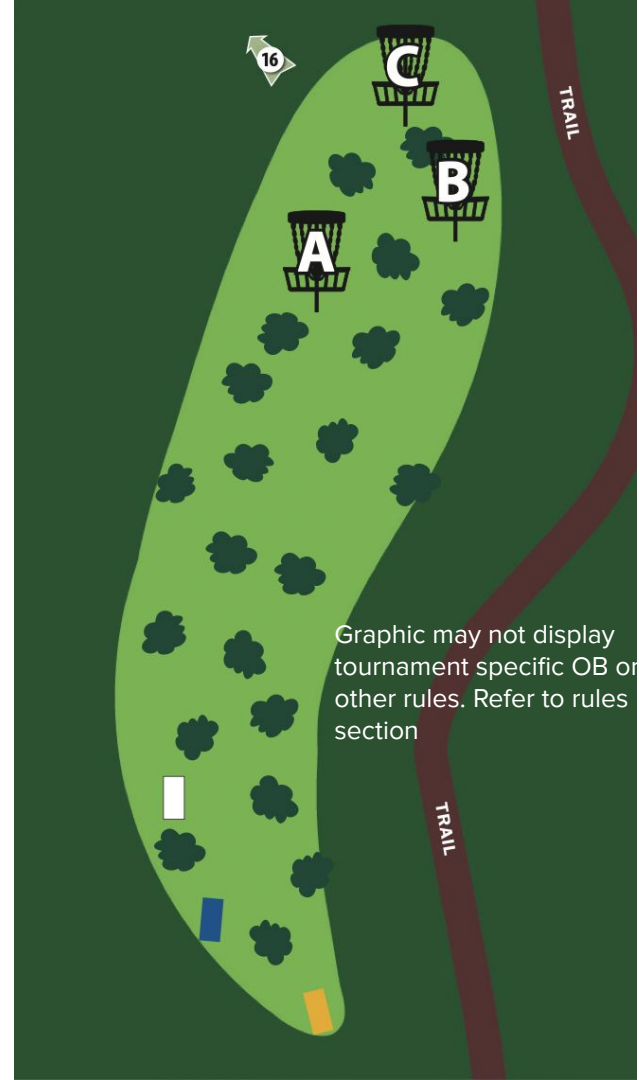 16
C
TRAIL
B
A
Graphic may not display
tournament specific OB or
other rules. Refer to rules
section
TRAIL